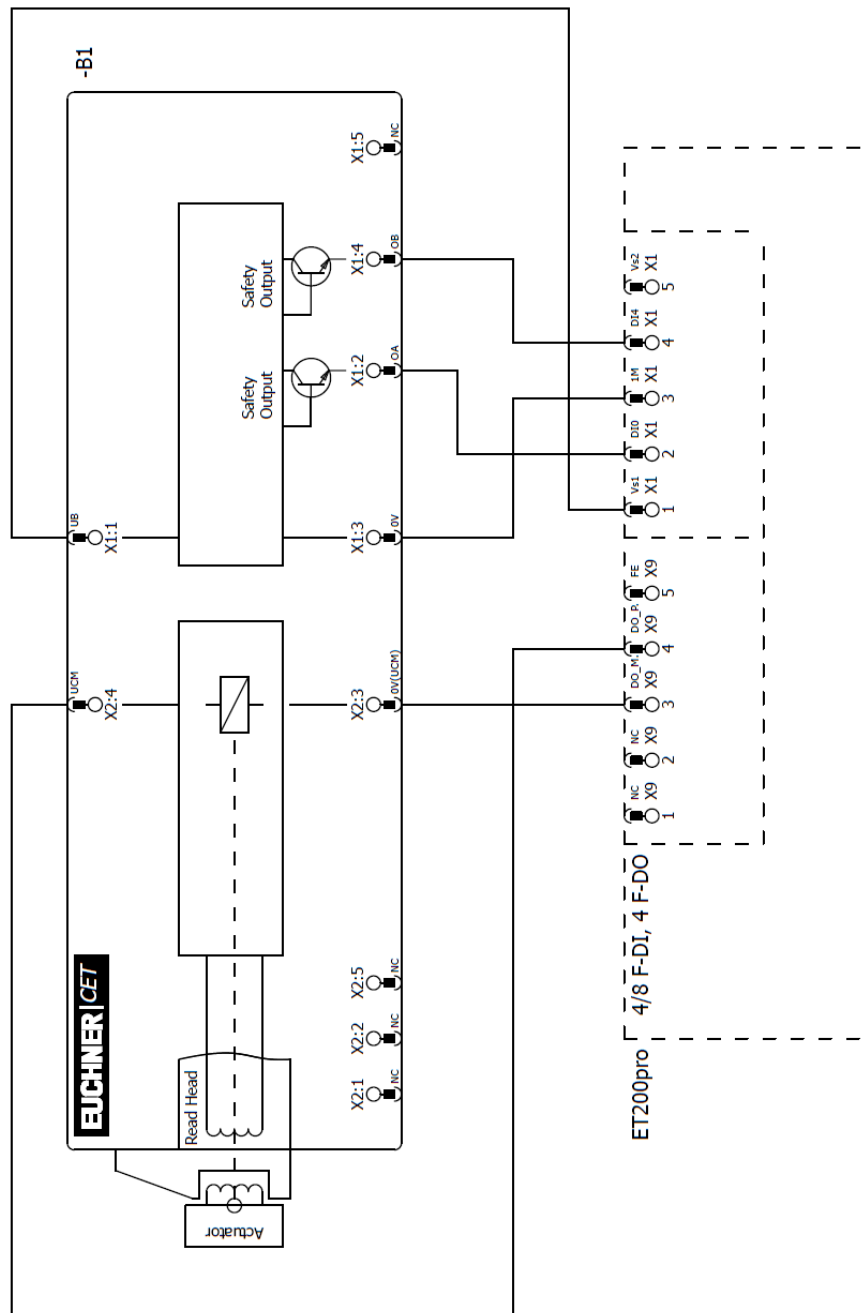 -B1
EUCHNER|CET
Actuator
Read Head
X2:1
NC
X2:2
NC
X2:5
NC
UCM
X2:4
X2:3
0V(UCM)
UB
X1:1
X1:3
0V
Safety
Output
X1:2
OA
Safety
Output
X1:4
OB
X1:5
NC
ET200pro
4/8 F-DI, 4 F-DO
NC
X9
1
NC
X9
2
DO_M.
X9
3
DO_P.
X9
4
FE
X9
5
Vs1
X1
1
DI0
X1
2
1M
X1
3
DI4
X1
4
Vs2
X1
5